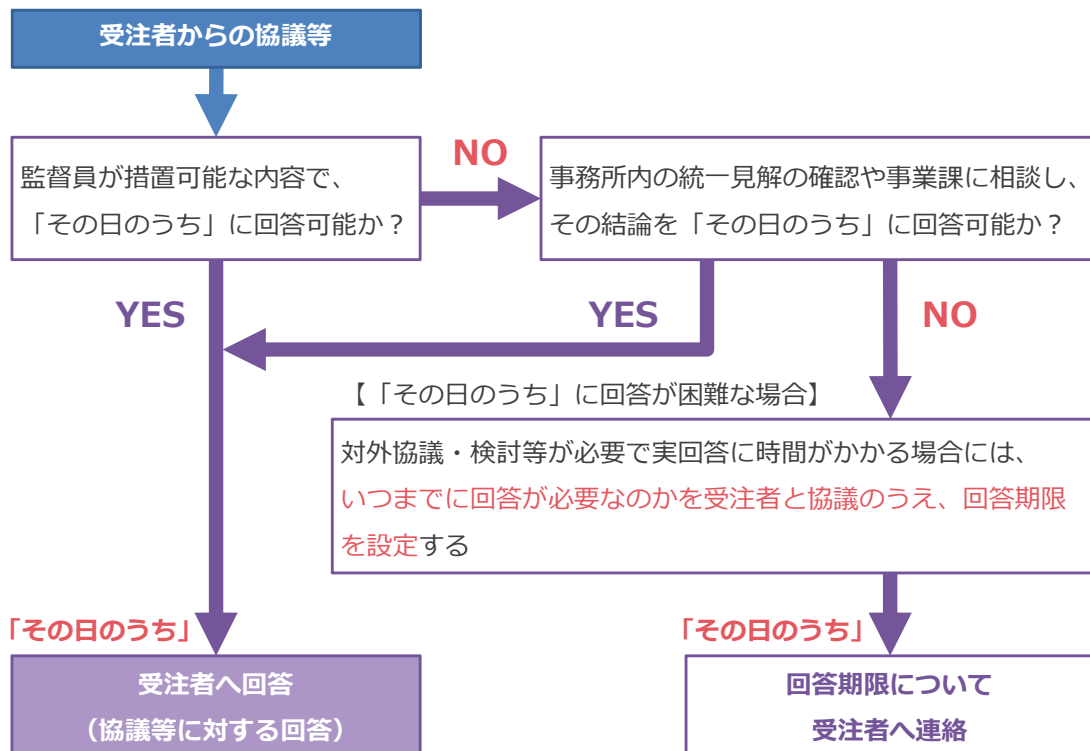 受注者からの協議等
監督員が措置可能な内容で、
「その日のうち」に回答可能か？
NO
事務所内の統一見解の確認や事業課に相談し、
その結論を「その日のうち」に回答可能か？
YES
YES
NO
【「その日のうち」に回答が困難な場合】
対外協議・検討等が必要で実回答に時間がかかる場合には、
いつまでに回答が必要なのかを受注者と協議のうえ、回答期限
を設定する
「その日のうち」
受注者へ回答
（協議等に対する回答）
「その日のうち」
回答期限について
受注者へ連絡